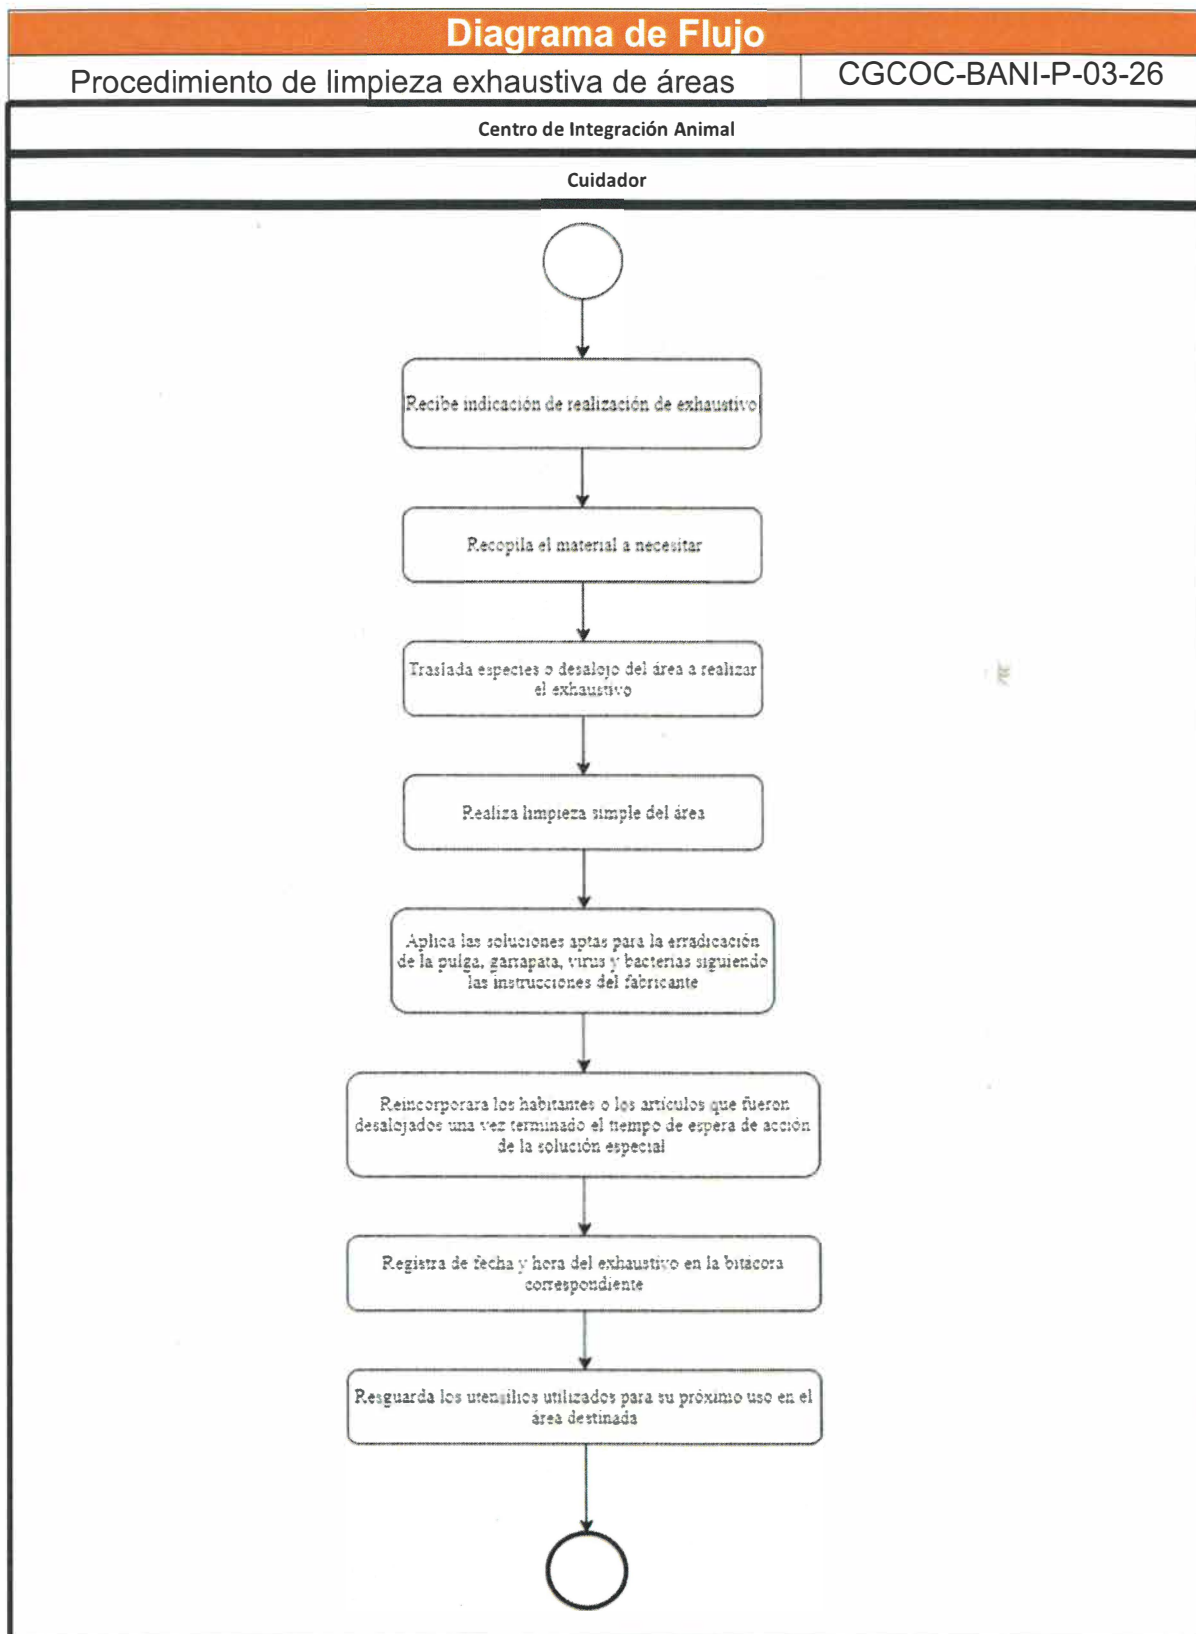 Diagrama de Flujo
Procedimiento de limpieza exhaustiva de áreas
CGCOC-BANI-P-03-26
Centro de Integración Animal
Cuidador
Recibe indicación de realización de exhaustivo
Recopila el material a necesitar
Traslada especies o desalojo del área a realizar
el exhaustivo
Realiza limpieza simple del área
Aplica las soluciones aptas para la erradicación
de la pulga, garrapata, virus y bacterias siguiendo
las instrucciones del fabricante
Reincorporara los habitantes o los artículos que fueron
desalojados una vez terminado el tiempo de espera de acción
de la solución especial
Registra de fecha y hora del exhaustivo en la bitácora
correspondiente
Resguarda los utensilios utilizados para su próximo uso en el
área destinada